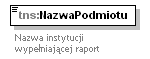 tns:NazwaPodmiotu
Nazwa instytucji
wypełniającej raport